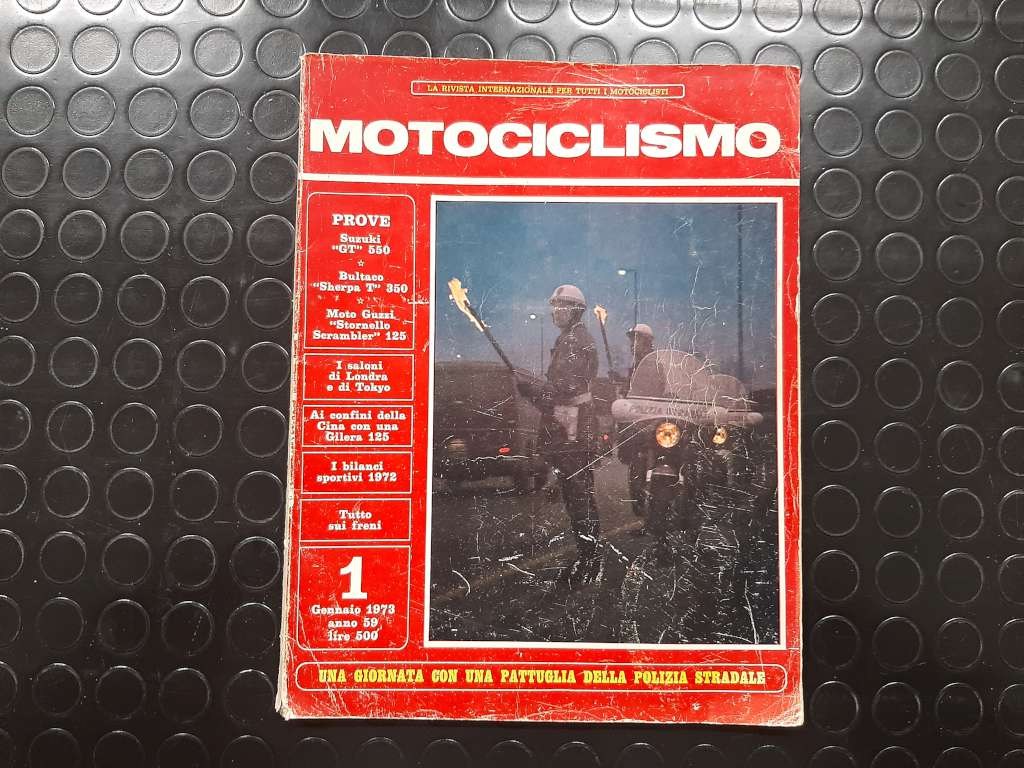 LA RIVISTA INTERNAZIONALE PER TUTTI I MOTOCICLISTI
MOTOCICLISMO
PROVE
Suzuki
"GT" 550
☆
Bultaco
"Sherpa T" 350
☆
Moto Guzzi
"Stornello
Scrambler" 125
I saloni
di Londra
e di Tokyo
Ai confini della
Cina con una
Gilera 125
I bilanci
sportivi 1972
Tutto
sui freni
1
Gennaio 1973
anno 59
lire 500
POLIZIA
UNA GIORNATA CON UNA PATTUGLIA DELLA POLIZIA STRADALE